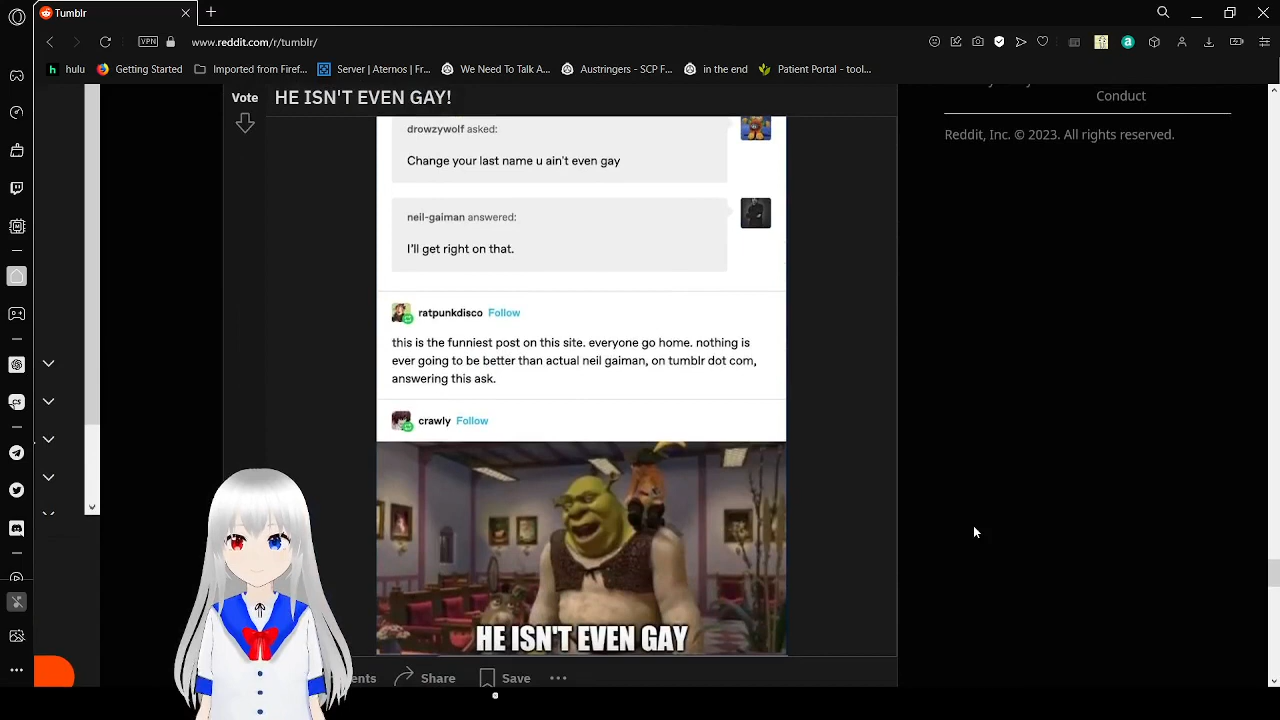 Tumblr
VPN
www.reddit.com/r/tumblr/
hulu
Getting Started
Imported from Firef...
Server | Aternos | Fr...
We Need To Talk A...
Austringers - SCP F...
in the end
Patient Portal - tool...
Vote
HE ISN'T EVEN GAY!
Conduct
Reddit, Inc. © 2023. All rights reserved.
drowzywolf asked:
Change your last name u ain't even gay
neil-gaiman answered:
I'll get right on that.
ratpunkdisco Follow
this is the funniest post on this site. everyone go home. nothing is
ever going to be better than actual neil gaiman, on tumblr dot com,
answering this ask.
crawly Follow
HE ISN'T EVEN GAY
ents
Share
Save